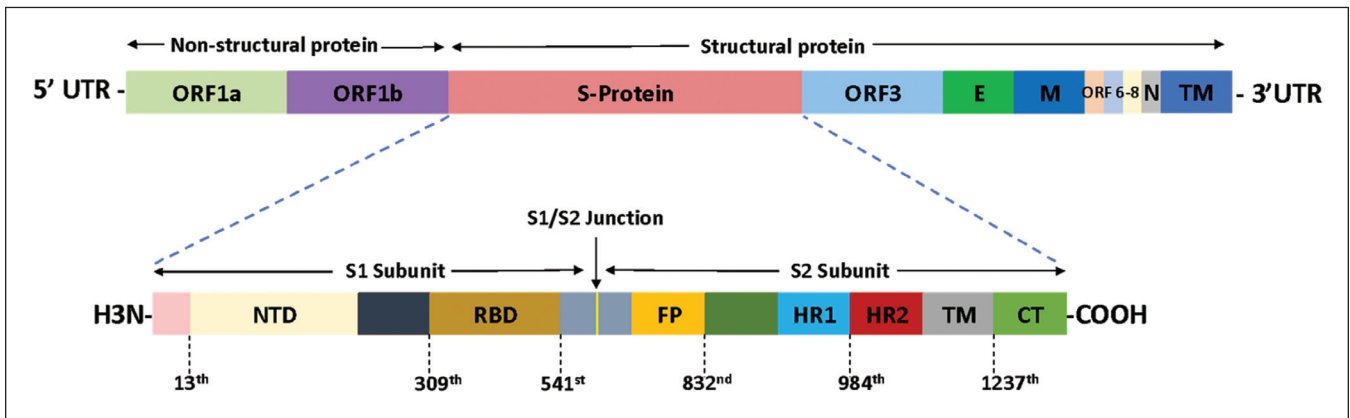 Non-structural protein Structural protein
5' UTR - ORF1a ORF1b S-Protein ORF3 E M ORF 6-8 N TM - 3'UTR
S1/S2 Junction
S1 Subunit S2 Subunit
H3N- NTD RBD FP HR1 HR2 TM CT -COOH
13th 309th 541st 832nd 984th 1237th